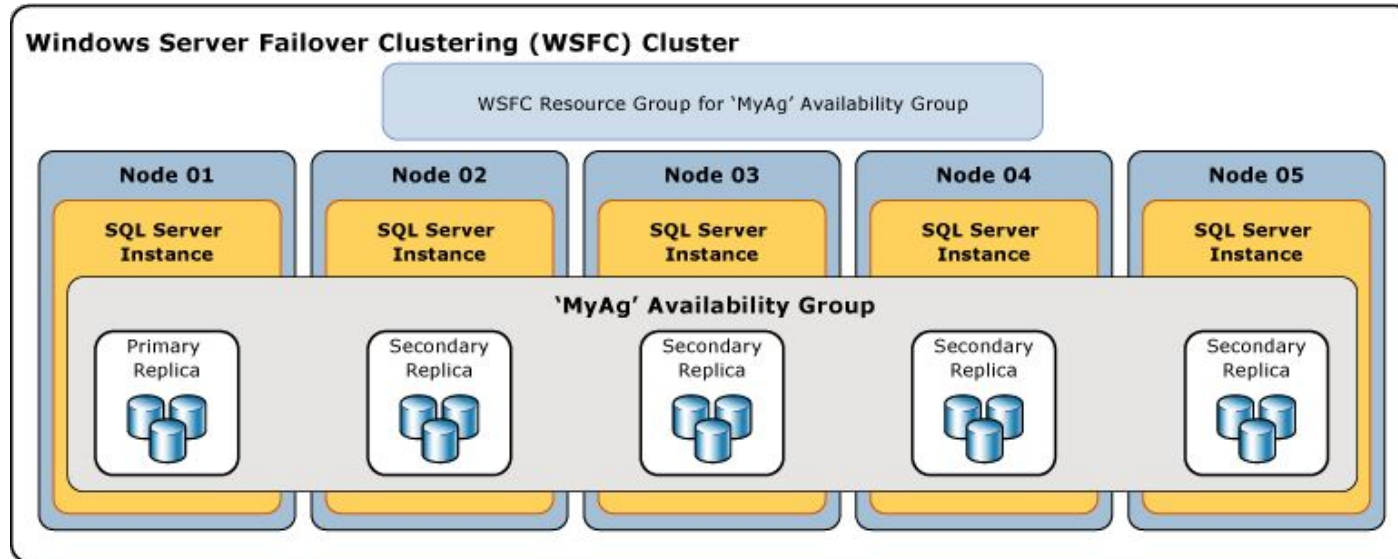 Windows Server Failover Clustering (WSFC) Cluster
WSFC Resource Group for ‘MyAg’ Availability Group
Node 01
Node 02
Node 03
Node 04
Node 05
SQL Server
Instance
SQL Server
Instance
SQL Server
Instance
SQL Server
Instance
SQL Server
Instance
‘MyAg’ Availability Group
Primary
Replica
Secondary
Replica
Secondary
Replica
Secondary
Replica
Secondary
Replica